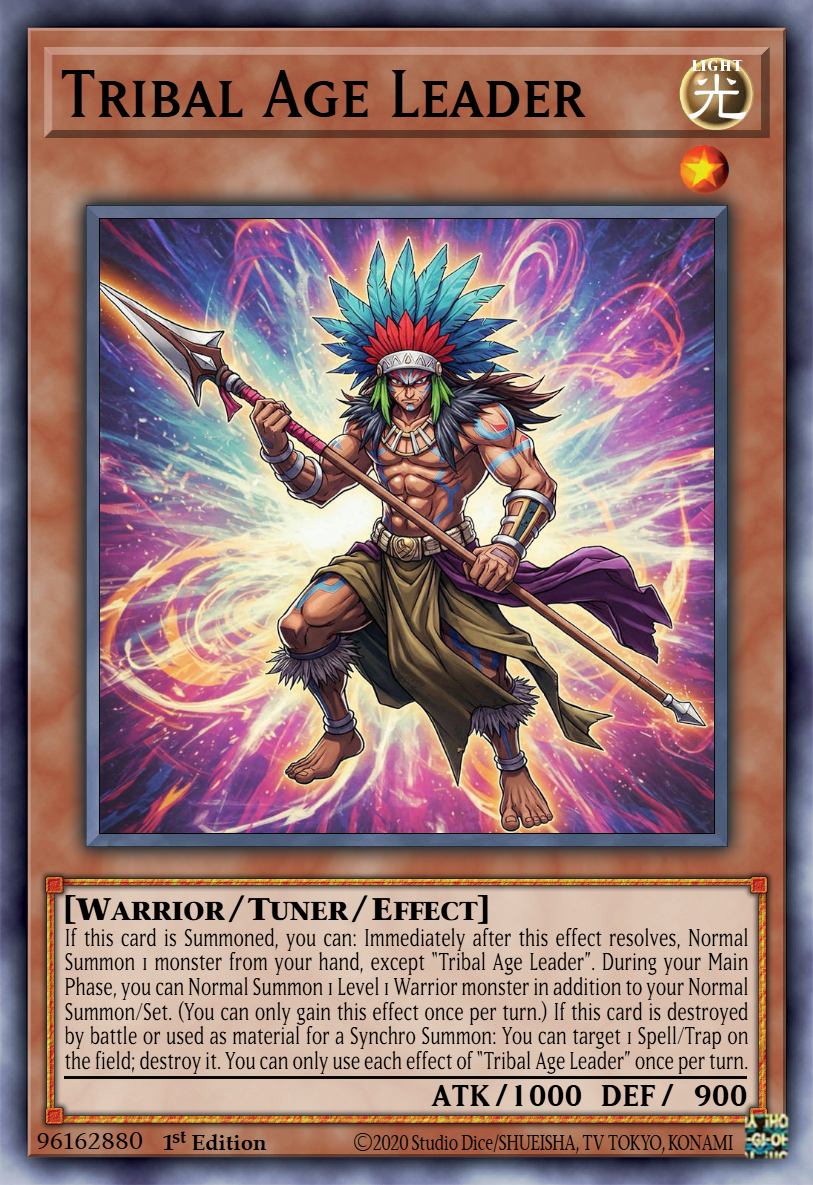 Tribal Age Leader
LIGHT
光
[Warrior/Tuner/Effect]
If this card is Summoned, you can: Immediately after this effect resolves, Normal
Summon 1 monster from your hand, except "Tribal Age Leader". During your Main
Phase, you can Normal Summon 1 Level 1 Warrior monster in addition to your Normal
Summon/Set. (You can only gain this effect once per turn.) If this card is destroyed
by battle or used as material for a Synchro Summon: You can target 1 Spell/Trap on
the field; destroy it. You can only use each effect of "Tribal Age Leader" once per turn.
ATK/1000 DEF/ 900
96162880 1st Edition ©2020 Studio Dice/SHUEISHA, TV TOKYO, KONAMI